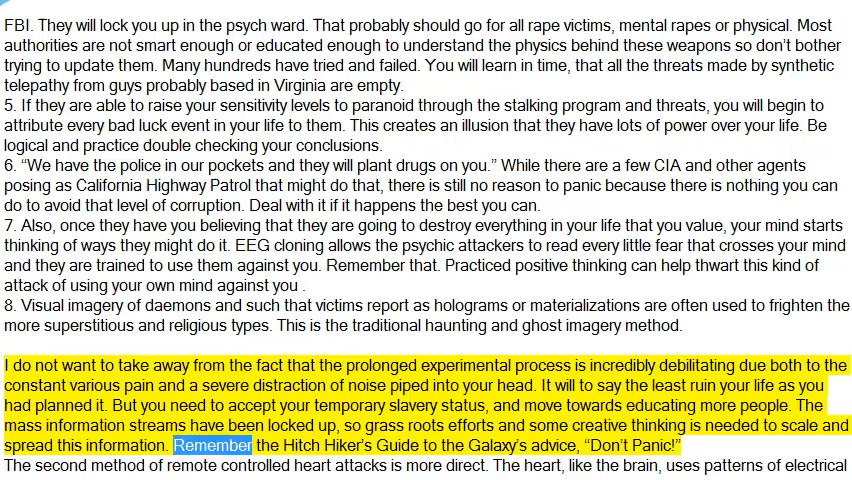 FBI. They will lock you up in the psych ward. That probably should go for all rape victims, mental rapes or physical. Most
authorities are not smart enough or educated enough to understand the physics behind these weapons so don't bother
trying to update them. Many hundreds have tried and failed. You will learn in time, that all the threats made by synthetic
telepathy from guys probably based in Virginia are empty.
5. If they are able to raise your sensitivity levels to paranoid through the stalking program and threats, you will begin to
attribute every bad luck event in your life to them. This creates an illusion that they have lots of power over your life. Be
logical and practice double checking your conclusions.
6. “We have the police in our pockets and they will plant drugs on you.” While there are a few CIA and other agents
posing as California Highway Patrol that might do that, there is still no reason to panic because there is nothing you can
do to avoid that level of corruption. Deal with it if it happens the best you can.
7. Also, once they have you believing that they are going to destroy everything in your life that you value, your mind starts
thinking of ways they might do it. EEG cloning allows the psychic attackers to read every little fear that crosses your mind
and they are trained to use them against you. Remember that. Practiced positive thinking can help thwart this kind of
attack of using your own mind against you .
8. Visual imagery of daemons and such that victims report as holograms or materializations are often used to frighten the
more superstitious and religious types. This is the traditional haunting and ghost imagery method.
I do not want to take away from the fact that the prolonged experimental process is incredibly debilitating due both to the
constant various pain and a severe distraction of noise piped into your head. It will to say the least ruin your life as you
had planned it. But you need to accept your temporary slavery status, and move towards educating more people. The
mass information streams have been locked up, so grass roots efforts and some creative thinking is needed to scale and
spread this information. Remember the Hitch Hiker's Guide to the Galaxy's advice, “Don't Panic!”
The second method of remote controlled heart attacks is more direct. The heart, like the brain, uses patterns of electrical